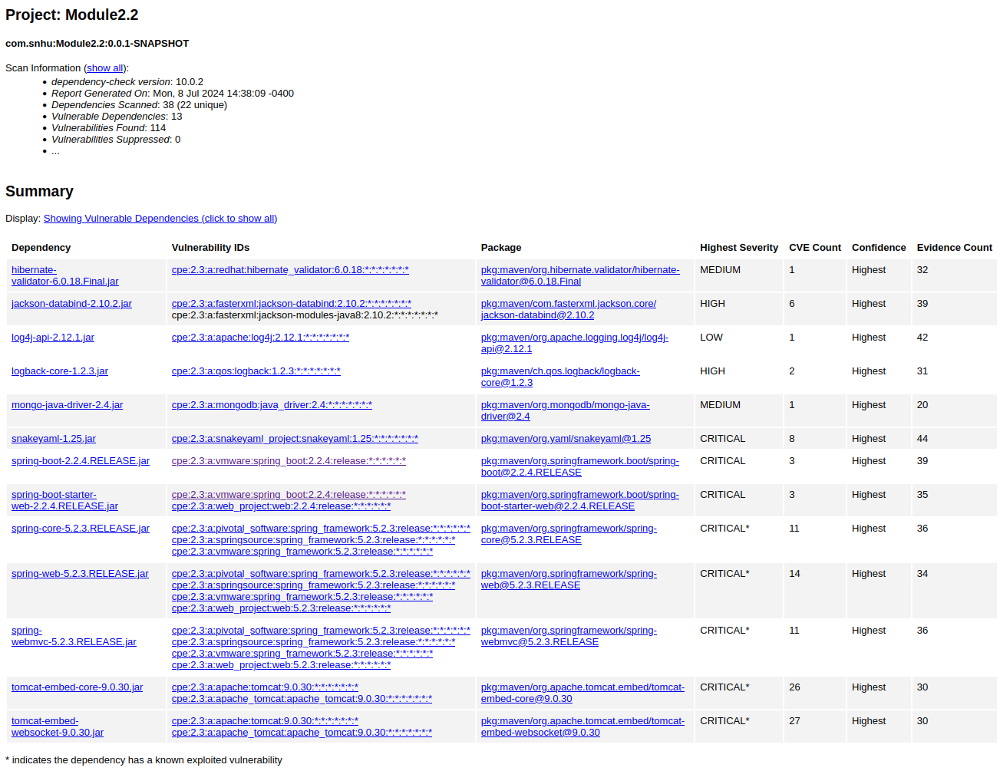 Project: Module2.2
com.snhu:Module2.2:0.0.1-SNAPSHOT
Scan Information (show all):
• dependency-check version: 10.0.2
• Report Generated On: Mon, 8 Jul 2024 14:38:09 -0400
• Dependencies Scanned: 38 (22 unique)
• Vulnerable Dependencies: 13
• Vulnerabilities Found: 114
• Vulnerabilities Suppressed: 0
• ...
Summary
Display: Showing Vulnerable Dependencies (click to show all)
Dependency Vulnerability IDs Package Highest Severity CVE Count Confidence Evidence Count
hibernate- cpe:2.3:a:redhat:hibernate_validator:6.0.18:*:*:*:*:*:*:* pkg:maven/org.hibernate.validator/hibernate- MEDIUM 1 Highest 32
validator-6.0.18.Final.jar validator@6.0.18.Final
jackson-databind-2.10.2.jar cpe:2.3:a:fasterxml:jackson-databind:2.10.2:*:*:*:*:*:*:* pkg:maven/com.fasterxml.jackson.core/ HIGH 6 Highest 39
cpe:2.3:a:fasterxml:jackson-modules-java8:2.10.2:*:*:*:*:*:*:* jackson-databind@2.10.2
log4j-api-2.12.1.jar cpe:2.3:a:apache:log4j:2.12.1:*:*:*:*:*:*:* pkg:maven/org.apache.logging.log4j/log4j- LOW 1 Highest 42
api@2.12.1
logback-core-1.2.3.jar cpe:2.3:a:qos:logback:1.2.3:*:*:*:*:*:*:* pkg:maven/ch.qos.logback/logback- HIGH 2 Highest 31
core@1.2.3
mongo-java-driver-2.4.jar cpe:2.3:a:mongodb:java_driver:2.4:*:*:*:*:*:*:* pkg:maven/org.mongodb/mongo-java- MEDIUM 1 Highest 20
driver@2.4
snakeyaml-1.25.jar cpe:2.3:a:snakeyaml_project:snakeyaml:1.25:*:*:*:*:*:*:* pkg:maven/org.yaml/snakeyaml@1.25 CRITICAL 8 Highest 44
spring-boot-2.2.4.RELEASE.jar cpe:2.3:a:vmware:spring_boot:2.2.4:release:*:*:*:*:*:* pkg:maven/org.springframework.boot/spring- CRITICAL 3 Highest 39
boot@2.2.4.RELEASE
spring-boot-starter- cpe:2.3:a:vmware:spring_boot:2.2.4:release:*:*:*:*:*:* pkg:maven/org.springframework.boot/spring- CRITICAL 3 Highest 35
web-2.2.4.RELEASE.jar cpe:2.3:a:web_project:web:2.2.4:release:*:*:*:*:*:* boot-starter-web@2.2.4.RELEASE
spring-core-5.2.3.RELEASE.jar cpe:2.3:a:pivotal_software:spring_framework:5.2.3:release:*:*:*:*:*:* pkg:maven/org.springframework/spring- CRITICAL* 11 Highest 36
cpe:2.3:a:springsource:spring_framework:5.2.3:release:*:*:*:*:*:* core@5.2.3.RELEASE
cpe:2.3:a:vmware:spring_framework:5.2.3:release:*:*:*:*:*:*
spring-web-5.2.3.RELEASE.jar cpe:2.3:a:pivotal_software:spring_framework:5.2.3:release:*:*:*:*:*:* pkg:maven/org.springframework/spring- CRITICAL* 14 Highest 34
cpe:2.3:a:springsource:spring_framework:5.2.3:release:*:*:*:*:*:* web@5.2.3.RELEASE
cpe:2.3:a:vmware:spring_framework:5.2.3:release:*:*:*:*:*:*
cpe:2.3:a:web_project:web:5.2.3:release:*:*:*:*:*:*
spring- cpe:2.3:a:pivotal_software:spring_framework:5.2.3:release:*:*:*:*:*:* pkg:maven/org.springframework/spring- CRITICAL* 11 Highest 36
webmvc-5.2.3.RELEASE.jar cpe:2.3:a:springsource:spring_framework:5.2.3:release:*:*:*:*:*:* webmvc@5.2.3.RELEASE
cpe:2.3:a:vmware:spring_framework:5.2.3:release:*:*:*:*:*:*
cpe:2.3:a:web_project:web:5.2.3:release:*:*:*:*:*:*
tomcat-embed-core-9.0.30.jar cpe:2.3:a:apache:tomcat:9.0.30:*:*:*:*:*:*:* pkg:maven/org.apache.tomcat.embed/tomcat- CRITICAL* 26 Highest 30
cpe:2.3:a:apache_tomcat:apache_tomcat:9.0.30:*:*:*:*:*:*:* embed-core@9.0.30
tomcat-embed- cpe:2.3:a:apache:tomcat:9.0.30:*:*:*:*:*:*:* pkg:maven/org.apache.tomcat.embed/tomcat- CRITICAL* 27 Highest 30
websocket-9.0.30.jar cpe:2.3:a:apache_tomcat:apache_tomcat:9.0.30:*:*:*:*:*:*:* embed-websocket@9.0.30
* indicates the dependency has a known exploited vulnerability